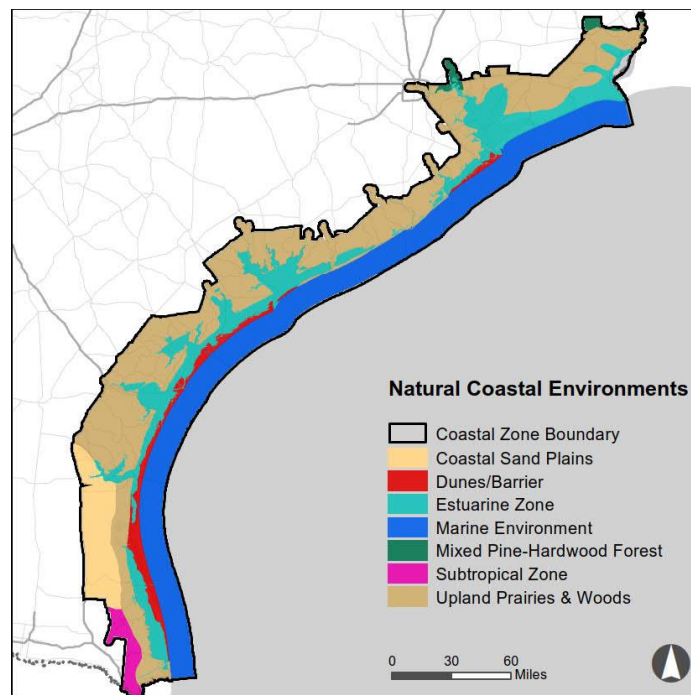 Natural Coastal Environments
Coastal Zone Boundary
Coastal Sand Plains
Dunes/Barrier
Estuarine Zone
Marine Environment
Mixed Pine-Hardwood Forest
Subtropical Zone
Upland Prairies & Woods
0 30 60
Miles